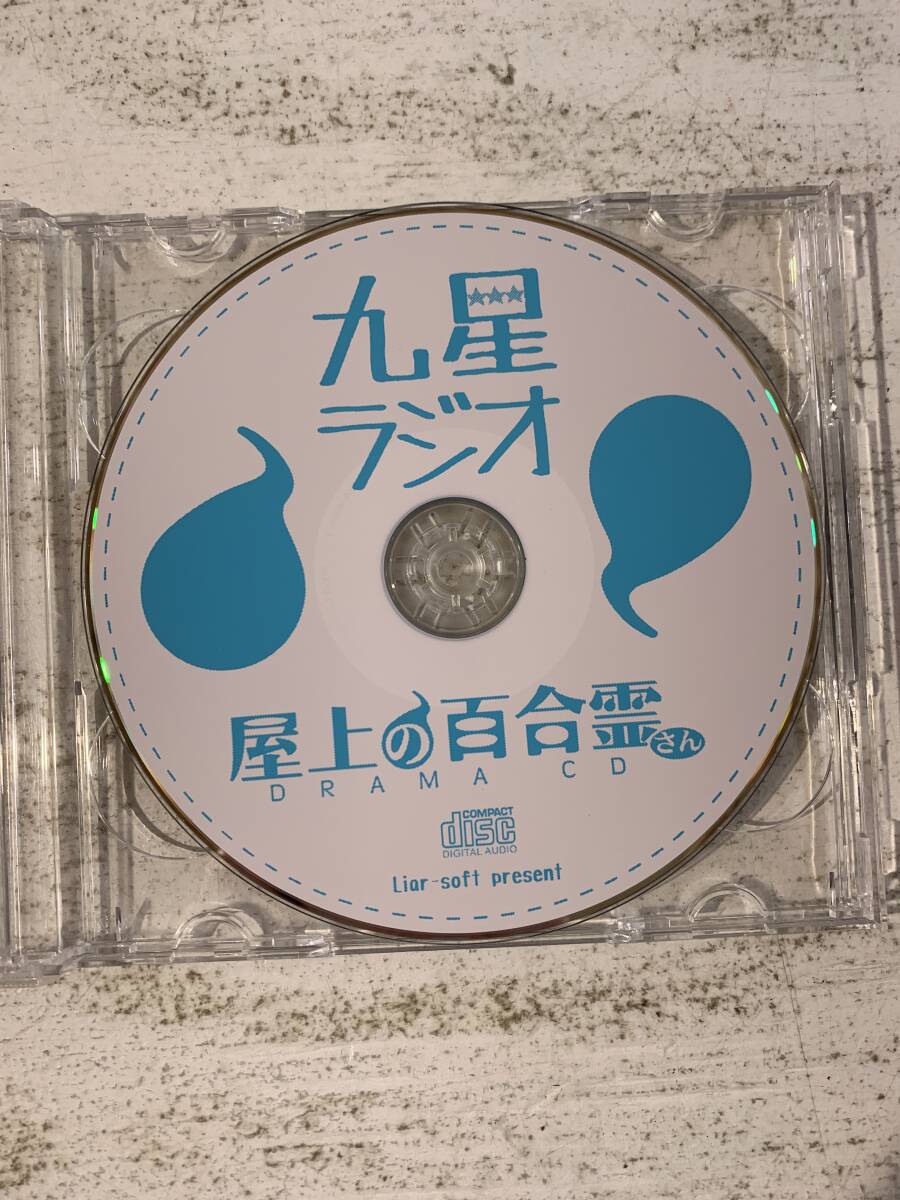 九星
ラジオ
屋上の百合霊さん
DRAMA CD
COMPACT
disc
DIGITAL AUDIO
Liar-soft present